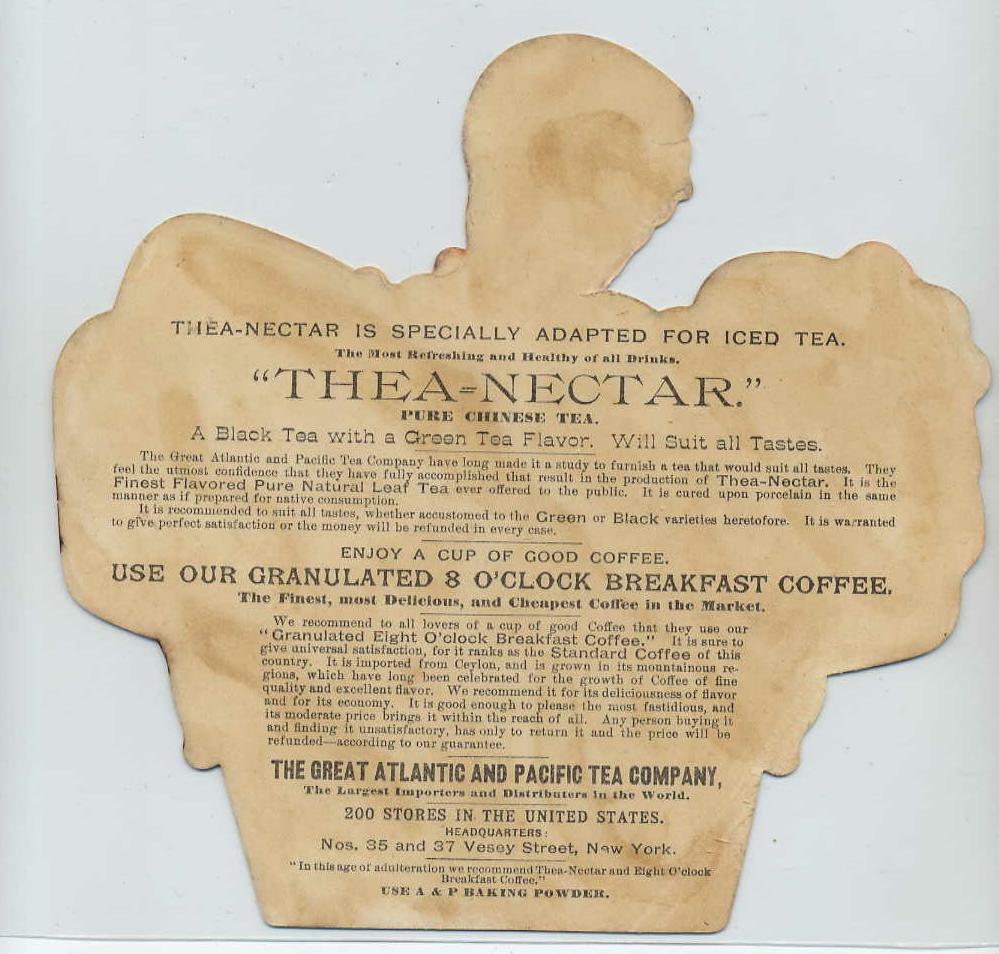 THEA-NECTAR IS SPECIALLY ADAPTED FOR ICED TEA.
The Most Refreshing and Healthy of all Drinks.
"THEA-NECTAR."
PURE CHINESE TEA.
A Black Tea with a Green Tea Flavor. Will Suit all Tastes.
The Great Atlantic and Pacific Tea Company have long made it a study to furnish a tea that would suit all tastes. They
feel the utmost confidence that they have fully accomplished that result in the production of Thea-Nectar. It is the
Finest Flavored Pure Natural Leaf Tea ever offered to the public. It is cured upon porcelain in the same
manner as if prepared for native consumption.
It is recommended to suit all tastes, whether accustomed to the Green or Black varieties heretofore. It is warranted
to give perfect satisfaction or the money will be refunded in every case.
ENJOY A CUP OF GOOD COFFEE.
USE OUR GRANULATED 8 O'CLOCK BREAKFAST COFFEE.
The Finest, most Delicious, and Cheapest Coffee in the Market.
We recommend to all lovers of a cup of good Coffee that they use our
"Granulated Eight O'clock Breakfast Coffee." It is sure to
give universal satisfaction, for it ranks as the Standard Coffee of this
country. It is imported from Ceylon, and is grown in its mountainous re-
gions, which have long been celebrated for the growth of Coffee of fine
quality and excellent flavor. We recommend it for its deliciousness of flavor
and for its economy. It is good enough to please the most fastidious, and
its moderate price brings it within the reach of all. Any person buying it
and finding it unsatisfactory, has only to return it and the price will be
refunded—according to our guarantee.
THE GREAT ATLANTIC AND PACIFIC TEA COMPANY,
The Largest Importers and Distributers in the World.
200 STORES IN THE UNITED STATES.
HEADQUARTERS:
Nos. 35 and 37 Vesey Street, New York.
"In this age of adulteration we recommend Thea-Nectar and Eight O'clock
Breakfast Coffee."
USE A & P BAKING POWDER.